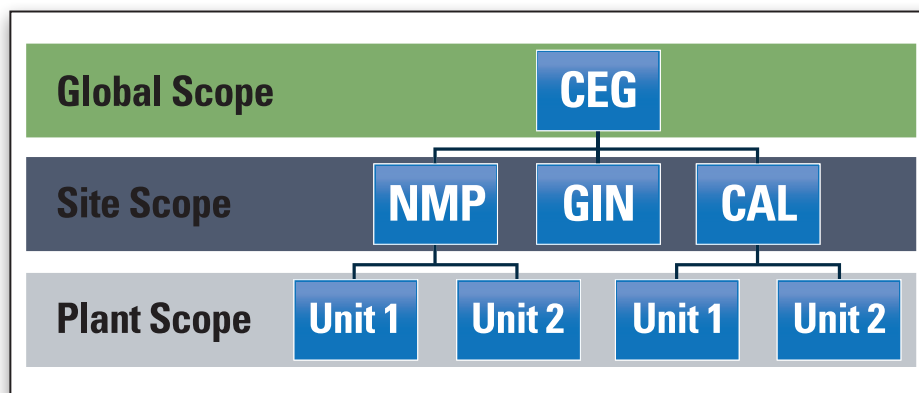 Global Scope CEG
Site Scope NMP GIN CAL
Plant Scope Unit 1 Unit 2 Unit 1 Unit 2